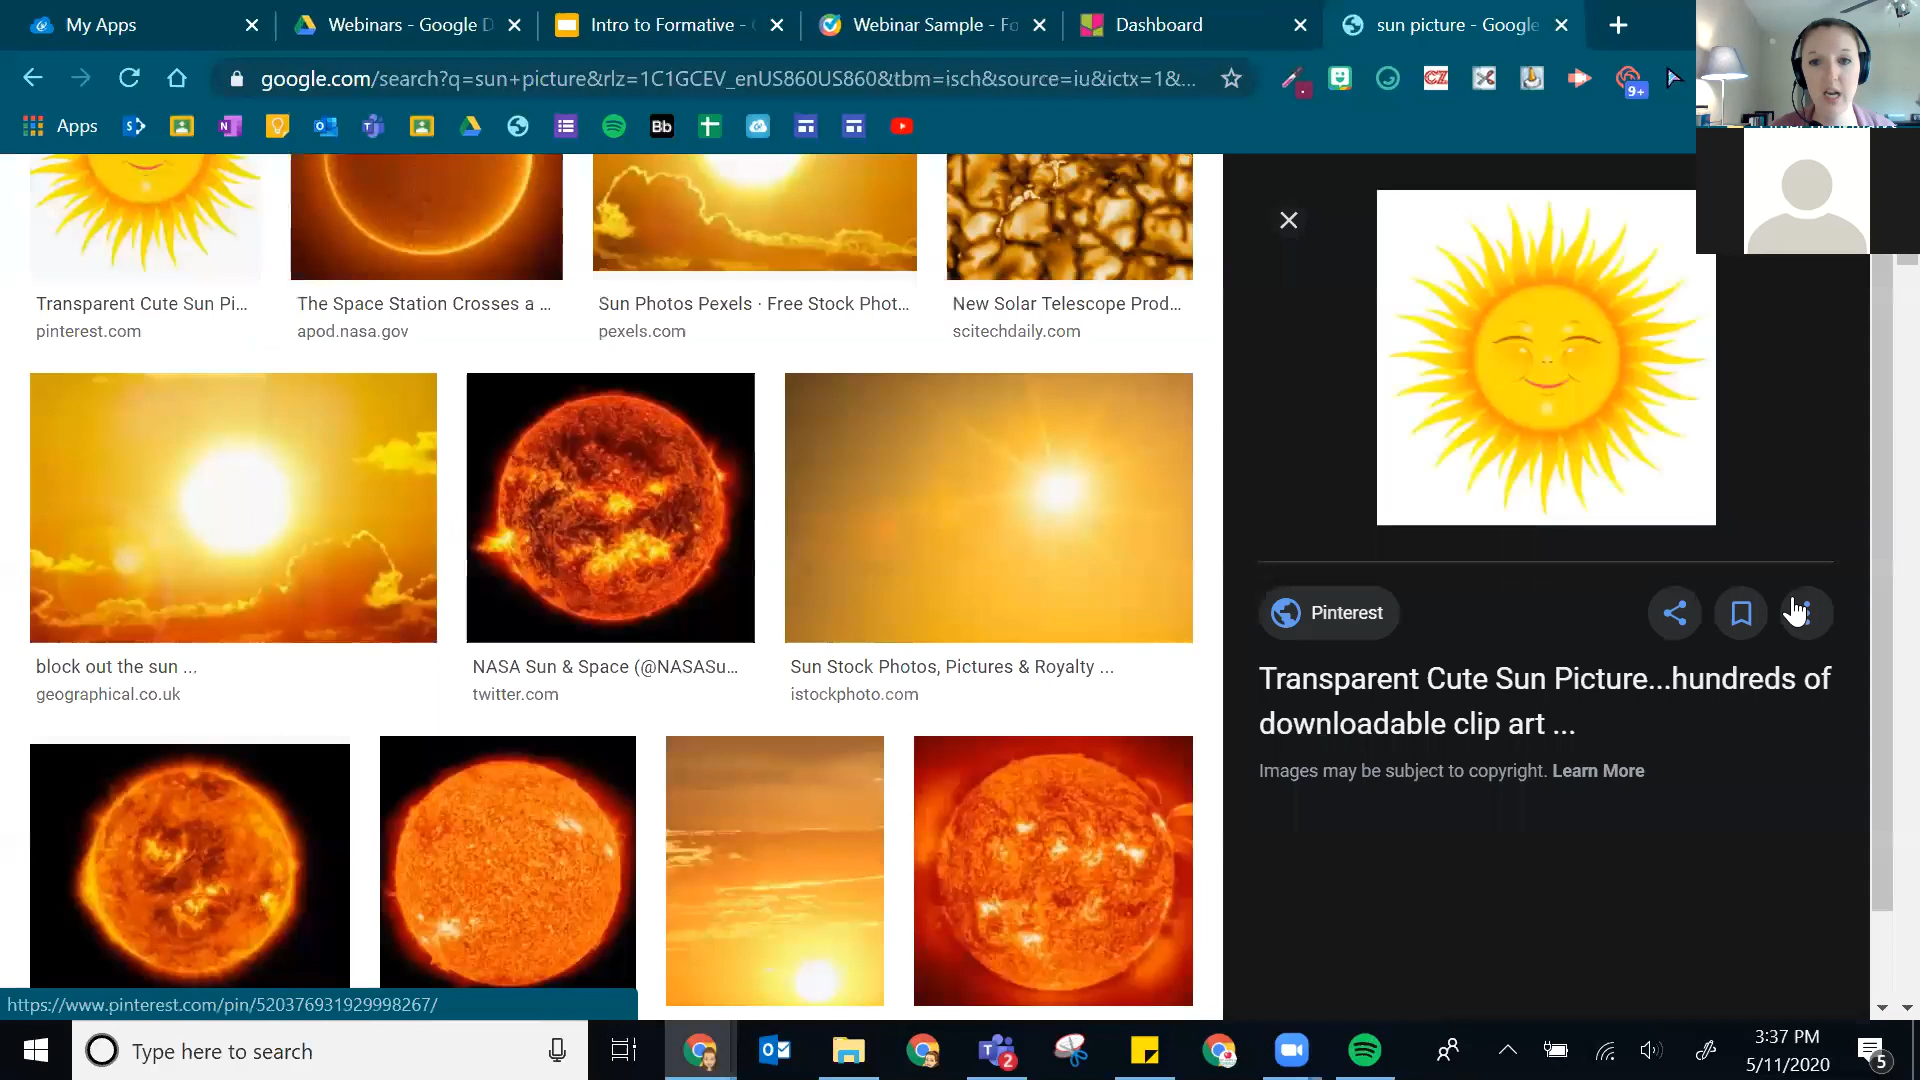 My Apps
Webinars - Google D
Intro to Formative -
Webinar Sample - Fo
Dashboard
sun picture - Google
google.com/search?q=sun+picture&rlz=1C1GCEV_enUS860US860&tbm=isch&source=iu&ictx=1&...
CZ
9+
Apps
Bb
Transparent Cute Sun Pi...
pinterest.com
The Space Station Crosses a ...
apod.nasa.gov
Sun Photos Pexels · Free Stock Phot...
pexels.com
New Solar Telescope Prod...
scitechdaily.com
block out the sun ...
geographical.co.uk
NASA Sun & Space (@NASASu...
twitter.com
Sun Stock Photos, Pictures & Royalty ...
istockphoto.com
Pinterest
Transparent Cute Sun Picture...hundreds of
downloadable clip art ...
Images may be subject to copyright. Learn More
https://www.pinterest.com/pin/520376931929998267/
Type here to search
2
3:37 PM
5/11/2020
5